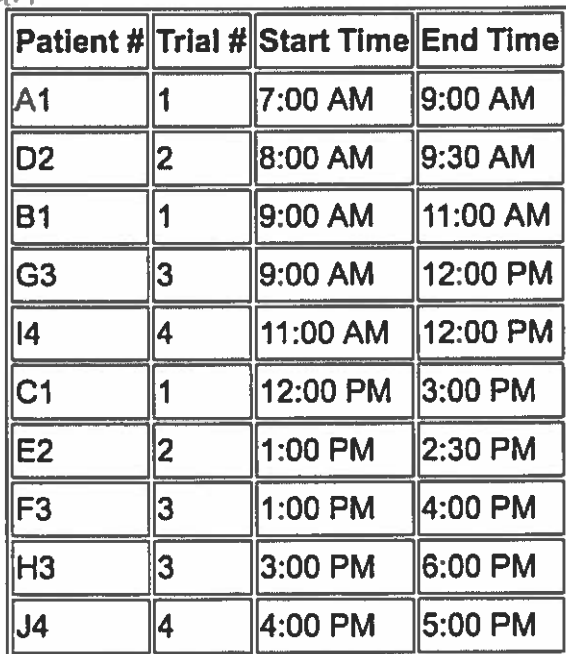 Patient # Trial # Start Time End Time
A1 1 7:00 AM 9:00 AM
D2 2 8:00 AM 9:30 AM
B1 1 9:00 AM 11:00 AM
G3 3 9:00 AM 12:00 PM
I4 4 11:00 AM 12:00 PM
C1 1 12:00 PM 3:00 PM
E2 2 1:00 PM 2:30 PM
F3 3 1:00 PM 4:00 PM
H3 3 3:00 PM 6:00 PM
J4 4 4:00 PM 5:00 PM